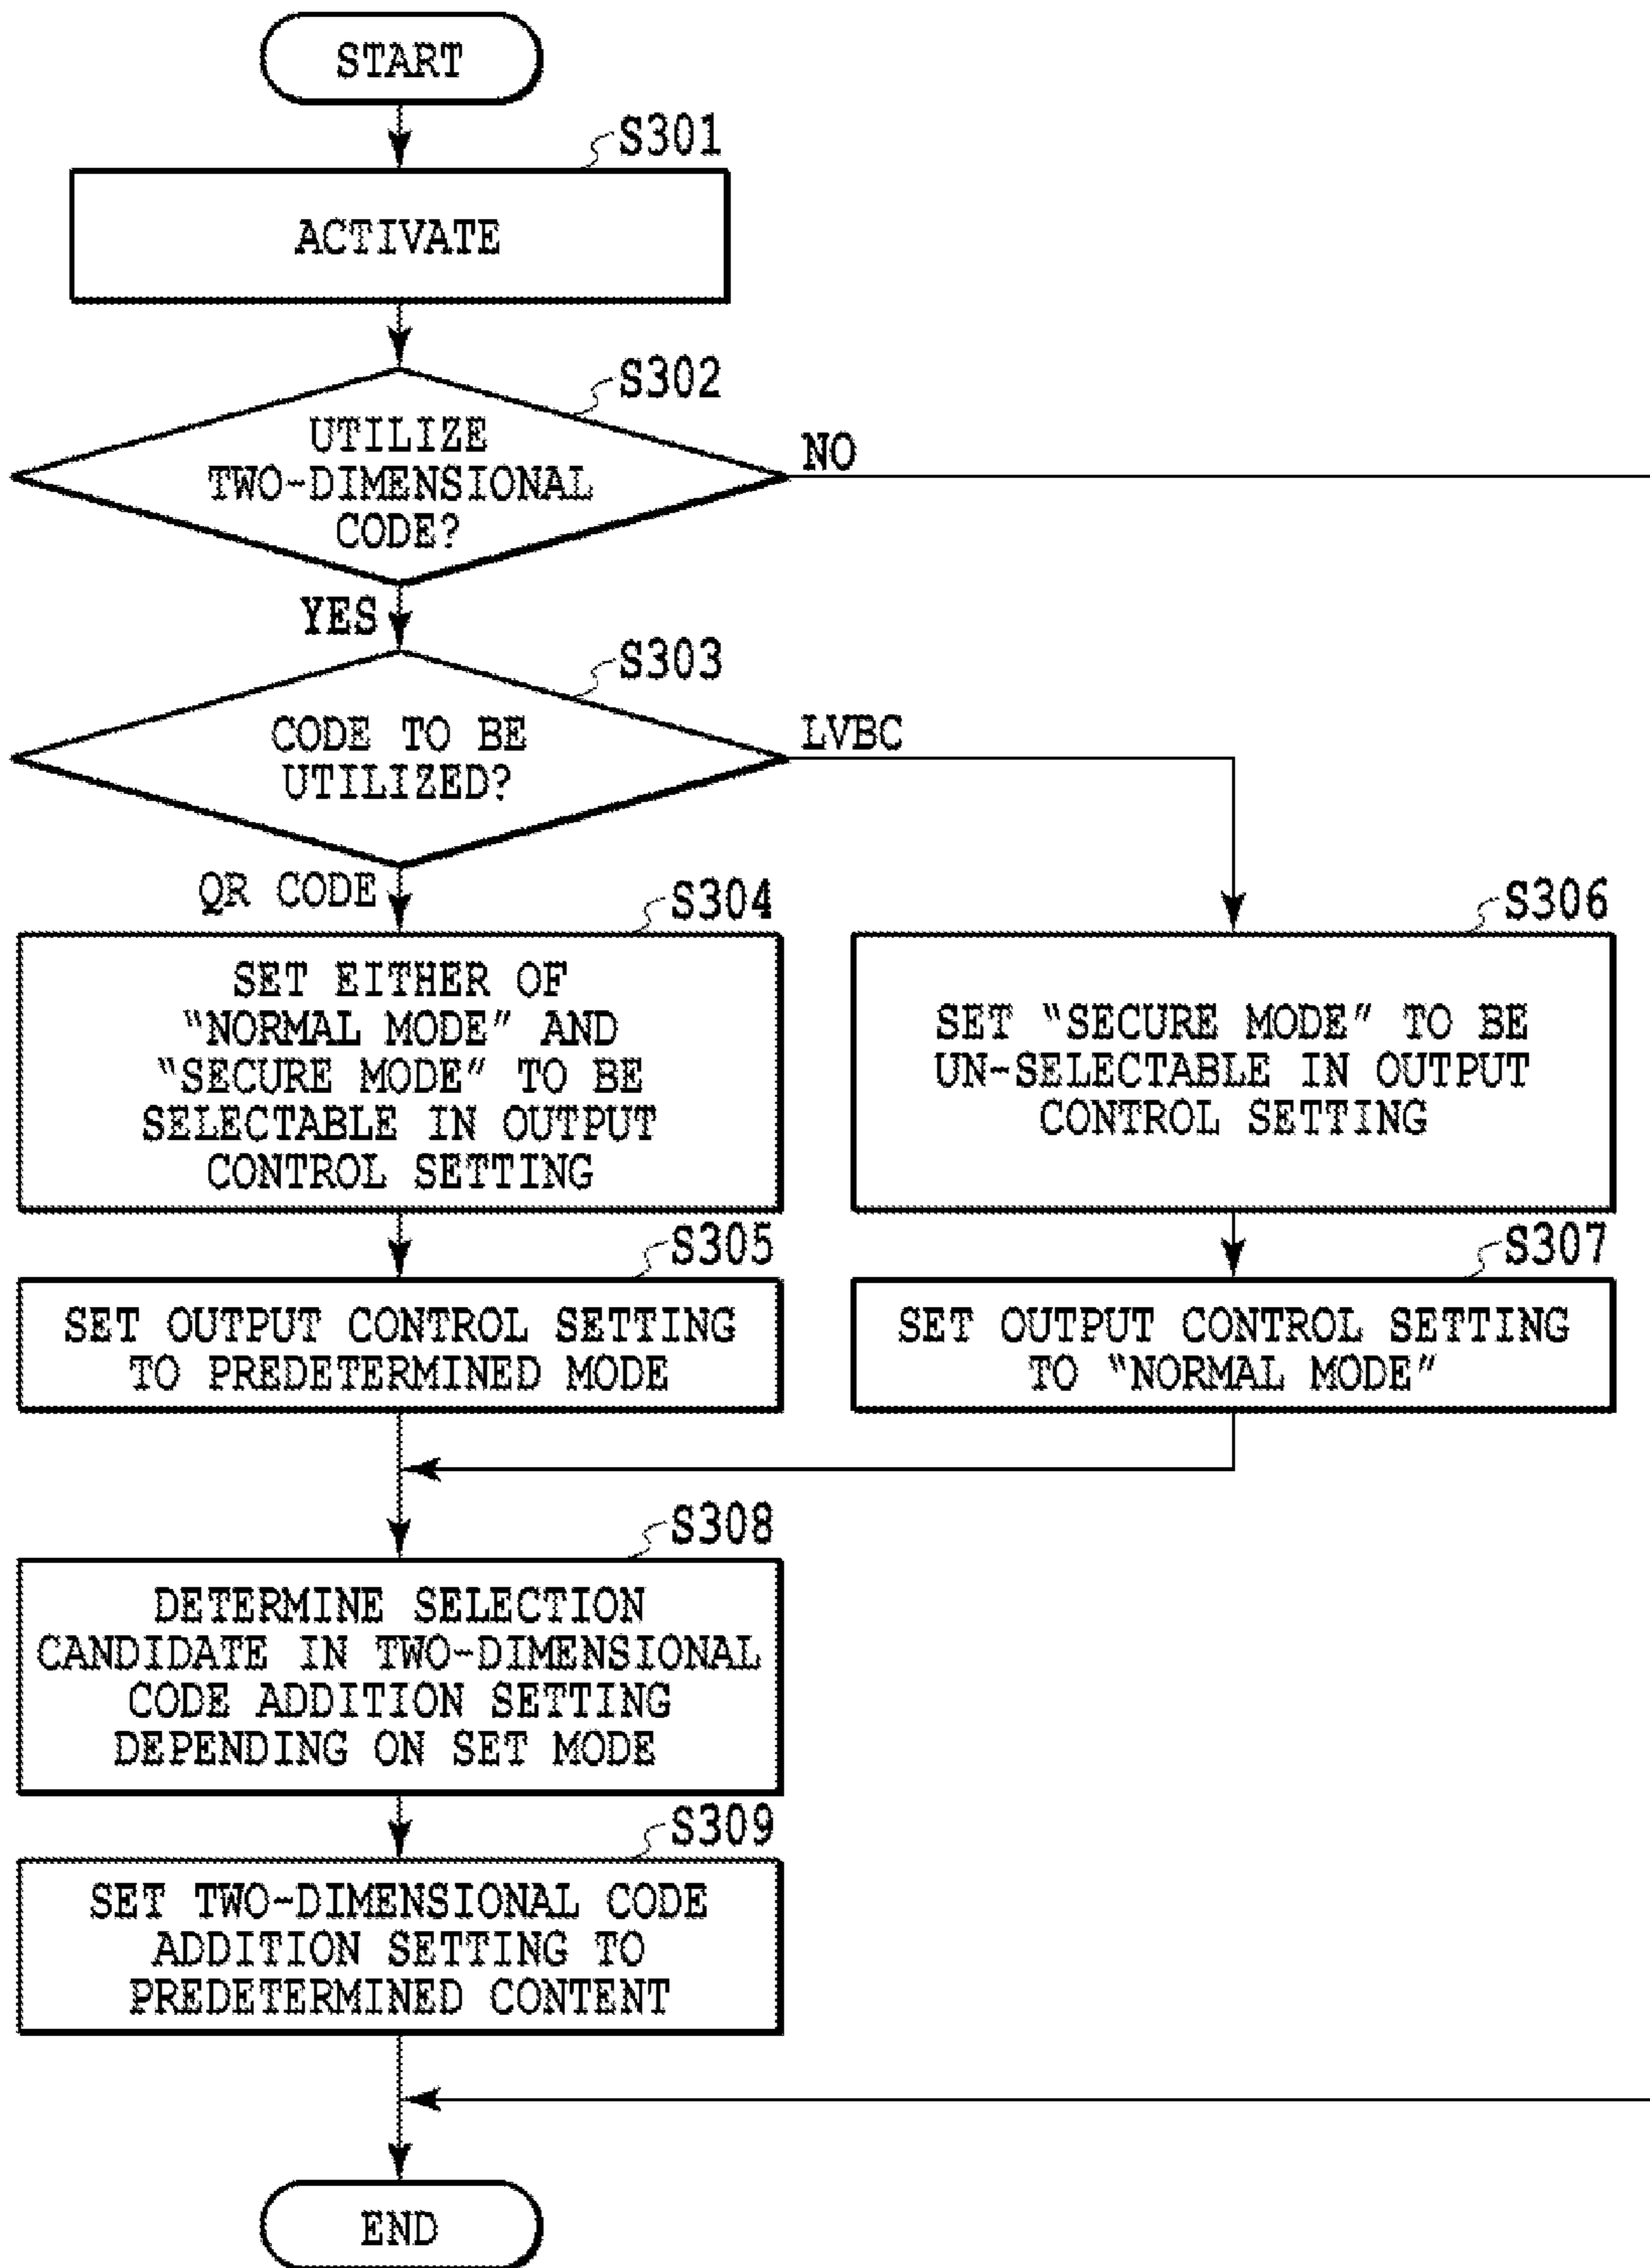 START
S301
ACTIVATE
S302
UTILIZE
TWO-DIMENSIONAL
CODE?
NO
YES
S303
CODE TO BE
UTILIZED?
LVBC
QR CODE
S304
SET EITHER OF
“NORMAL MODE” AND
“SECURE MODE” TO BE
SELECTABLE IN OUTPUT
CONTROL SETTING
S306
SET “SECURE MODE” TO BE
UN-SELECTABLE IN OUTPUT
CONTROL SETTING
S305
SET OUTPUT CONTROL SETTING
TO PREDETERMINED MODE
S307
SET OUTPUT CONTROL SETTING
TO “NORMAL MODE”
S308
DETERMINE SELECTION
CANDIDATE IN TWO-DIMENSIONAL
CODE ADDITION SETTING
DEPENDING ON SET MODE
S309
SET TWO-DIMENSIONAL CODE
ADDITION SETTING TO
PREDETERMINED CONTENT
END